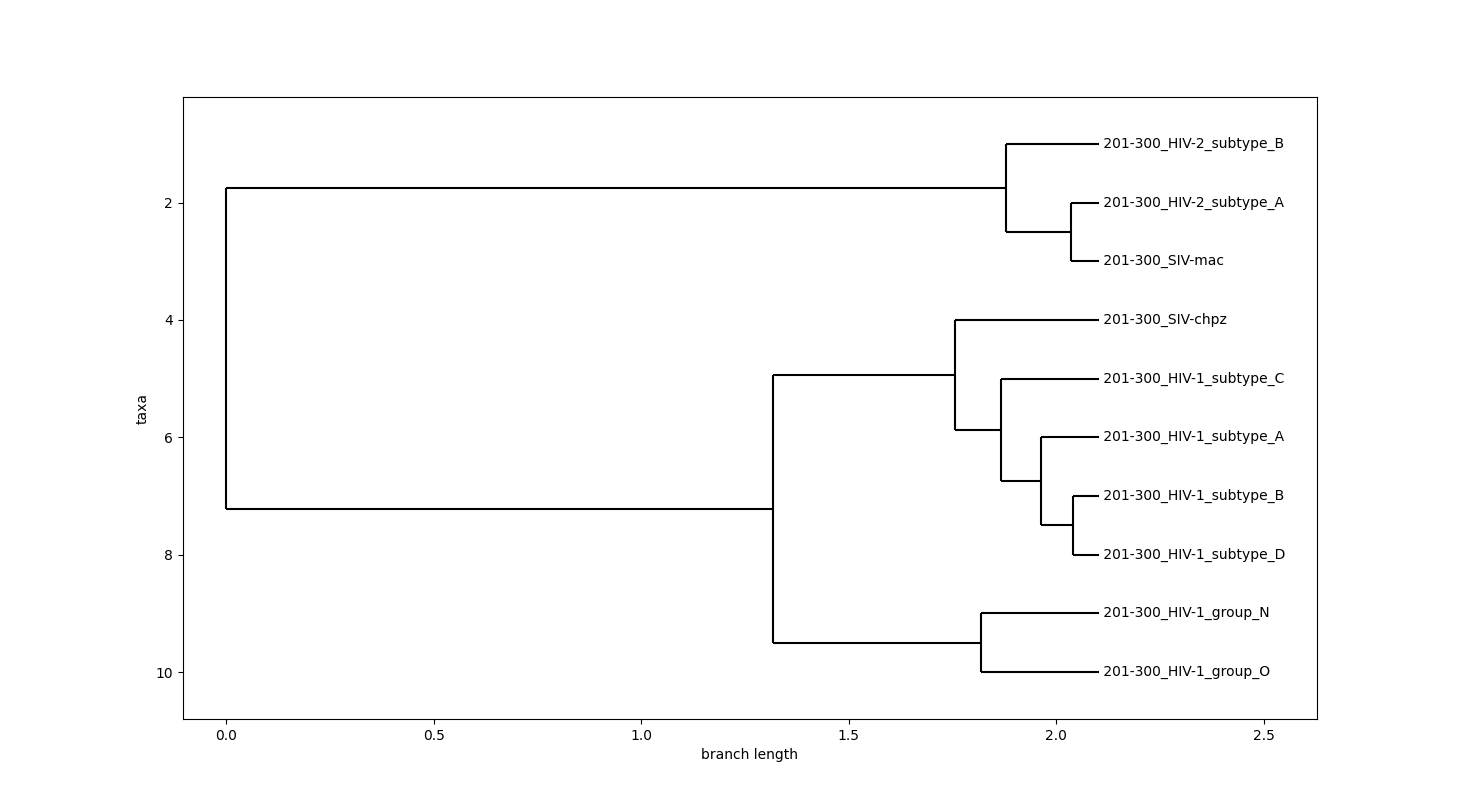 201-300_HIV-2_subtype_B
2
201-300_HIV-2_subtype_A
201-300_SIV-mac
4
201-300_SIV-chpz
201-300_HIV-1_subtype_C
taxa
6
201-300_HIV-1_subtype_A
201-300_HIV-1_subtype_B
8
201-300_HIV-1_subtype_D
201-300_HIV-1_group_N
10
201-300_HIV-1_group_O
0.0 0.5 1.0 1.5 2.0 2.5
branch length